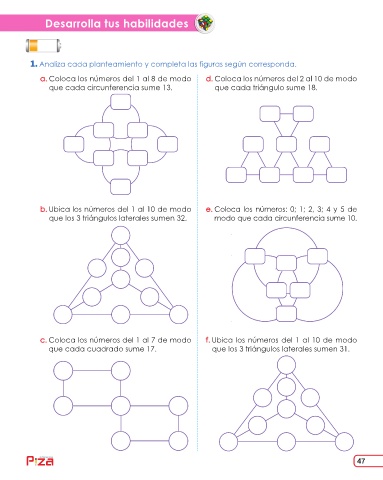 Desarrolla tus habilidades
1. Analiza cada planteamiento y completa las figuras según corresponda.
a. Coloca los números del 1 al 8 de modo
que cada circunferencia sume 13.
d. Coloca los números del 2 al 10 de modo
que cada triángulo sume 18.
b. Ubica los números del 1 al 10 de modo
que los 3 triángulos laterales sumen 32.
e. Coloca los números: 0; 1; 2, 3; 4 y 5 de
modo que cada circunferencia sume 10.
c. Coloca los números del 1 al 7 de modo
que cada cuadrado sume 17.
f. Ubica los números del 1 al 10 de modo
que los 3 triángulos laterales sumen 31.
47